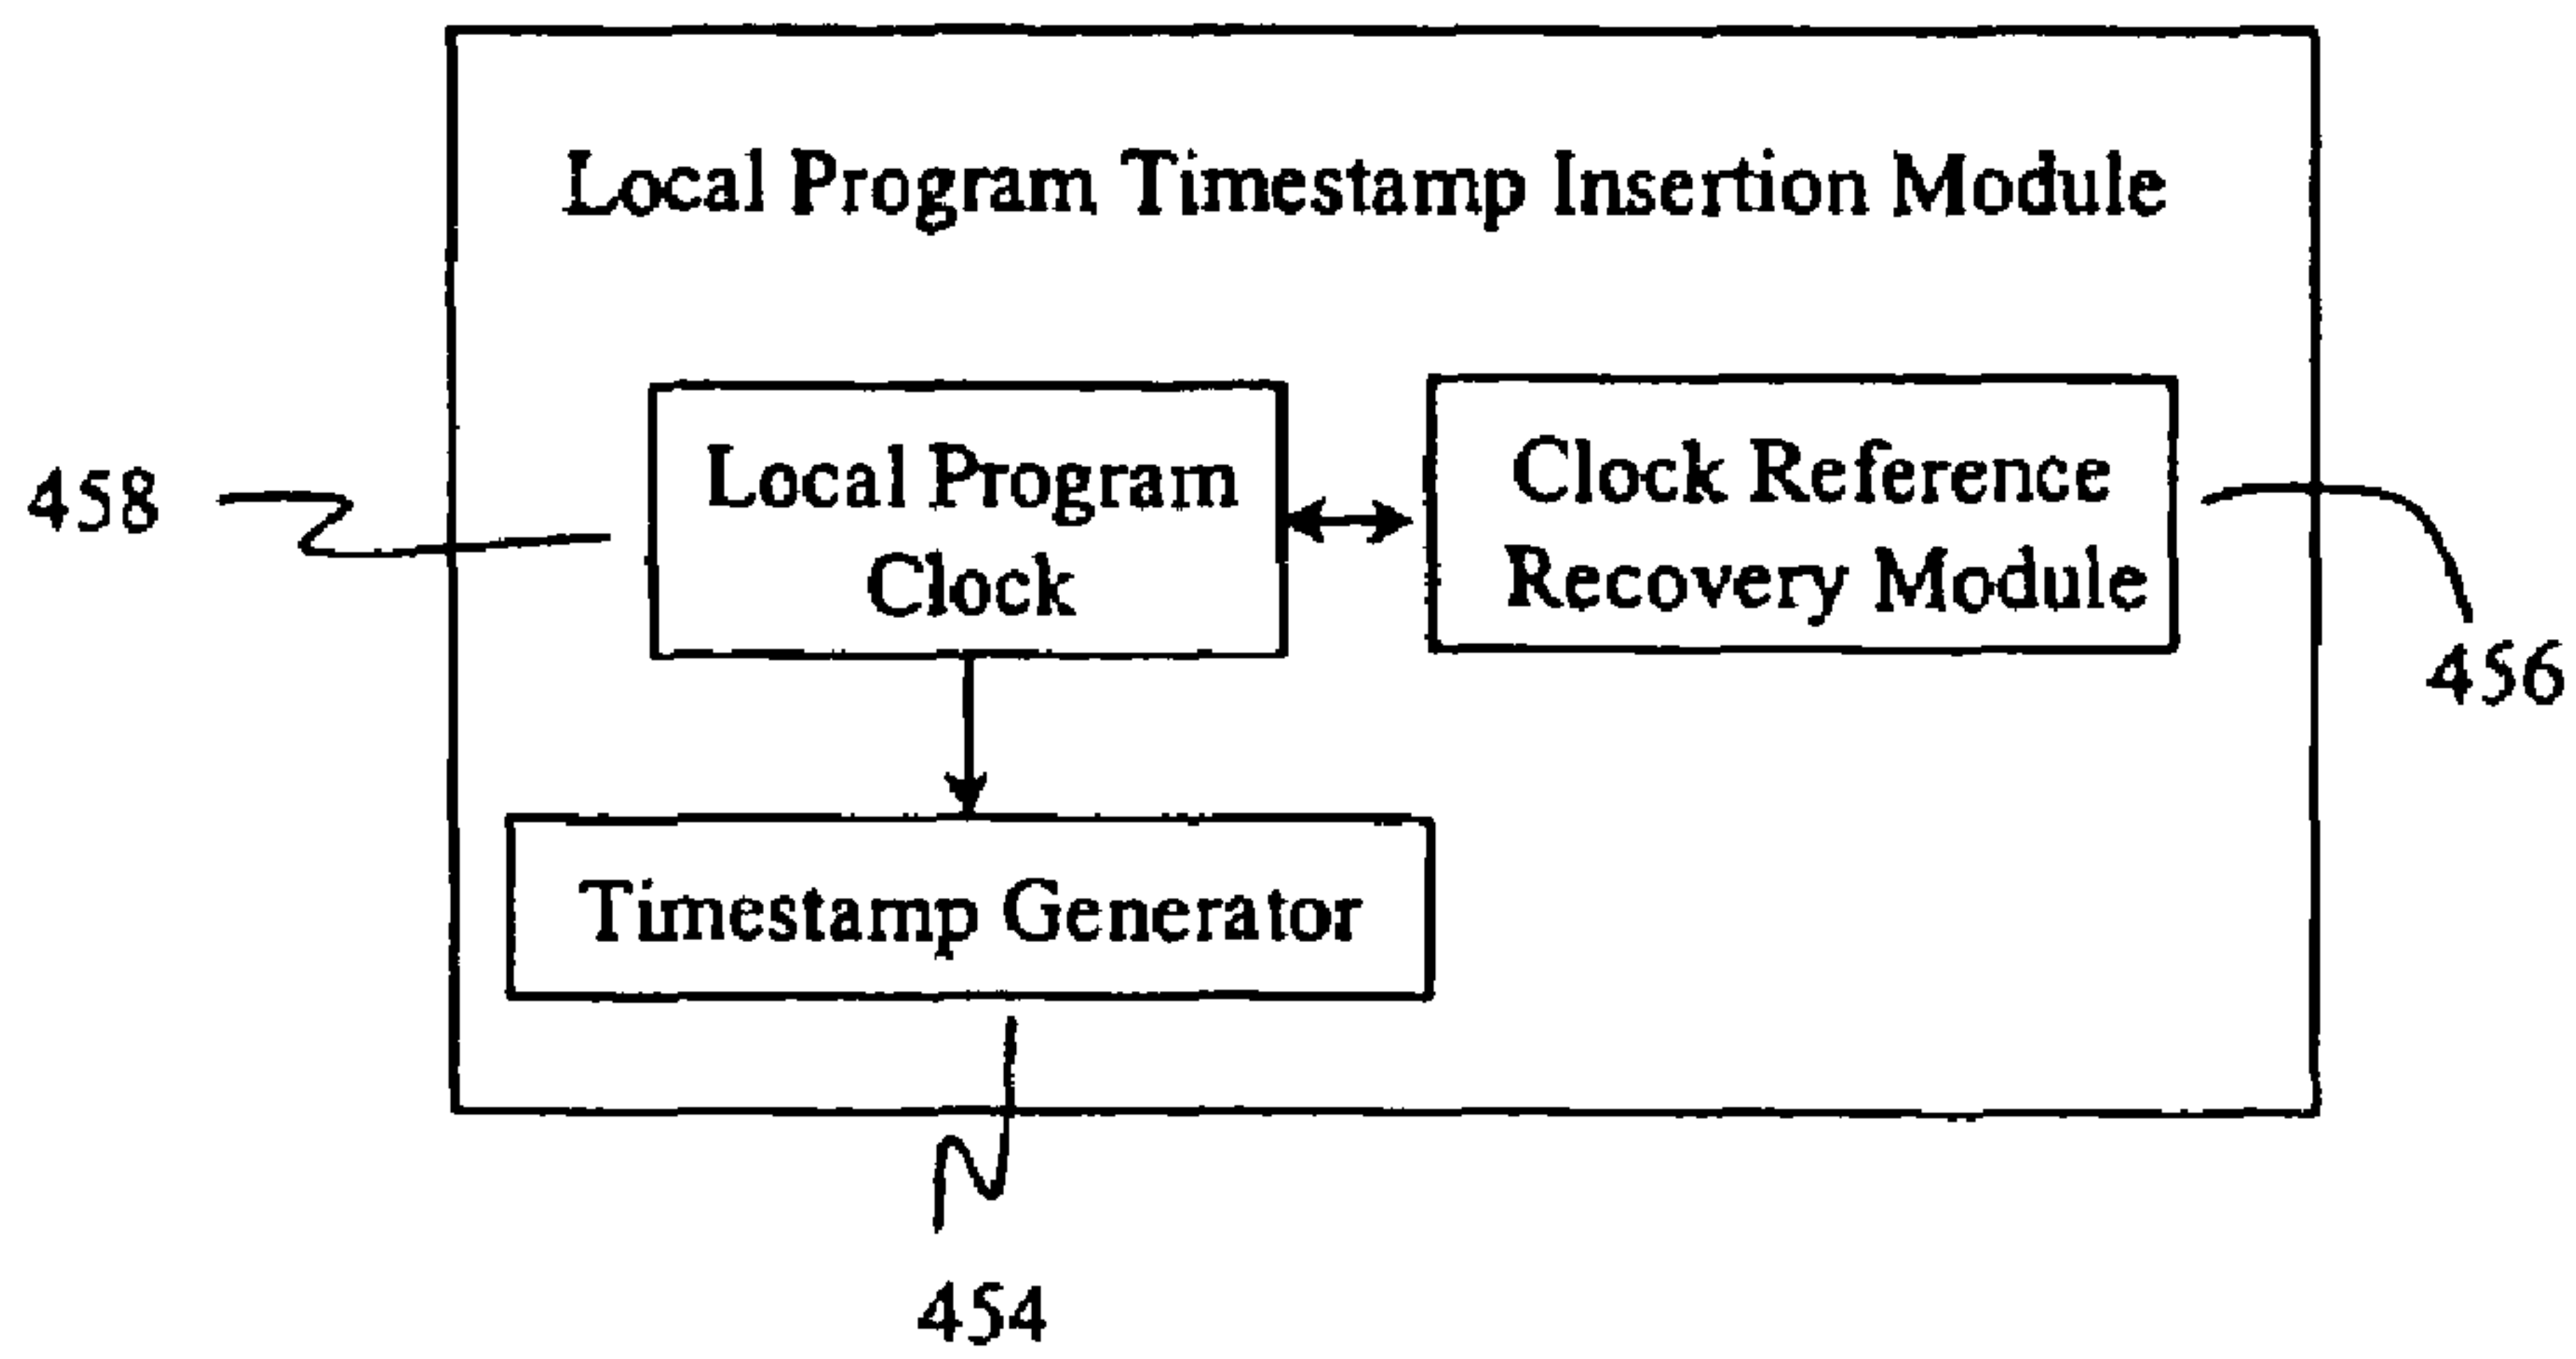 Local Program Timestamp Insertion Module
Local Program
Clock
Clock Reference
Recovery Module
458
456
Timestamp Generator
454